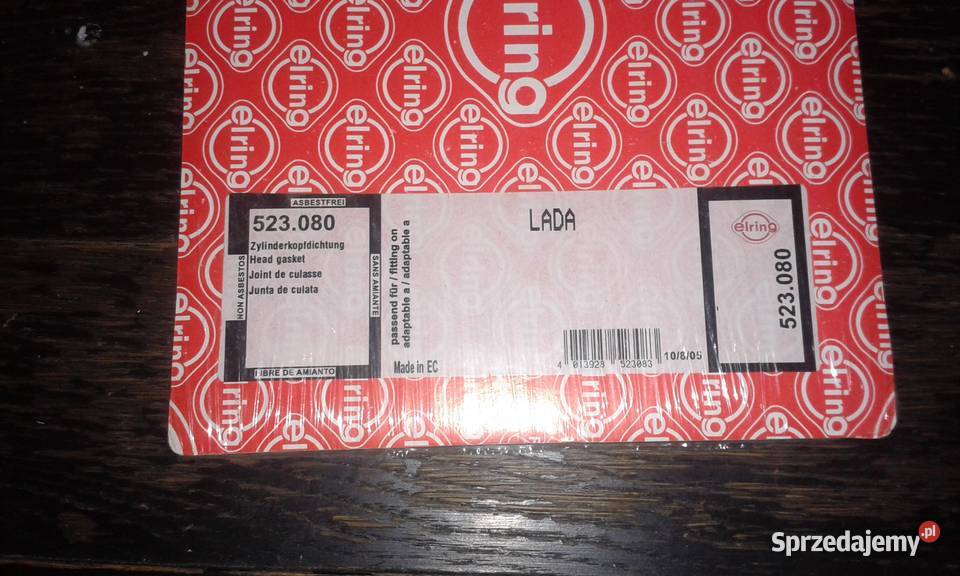 elring
ASBESTFREI
523.080
Zylinderkopfdichtung
Head gasket
Joint de culasse
Junta de culata
NON ASBESTOS
SANS AMIANTE
LIBRE DE AMIANTO
passend für / fitting on
adaptable a / adaptable a
LADA
Made in EC
4 013928 523083
10/8/05
elring
523.080
Sprzedajemy.pl